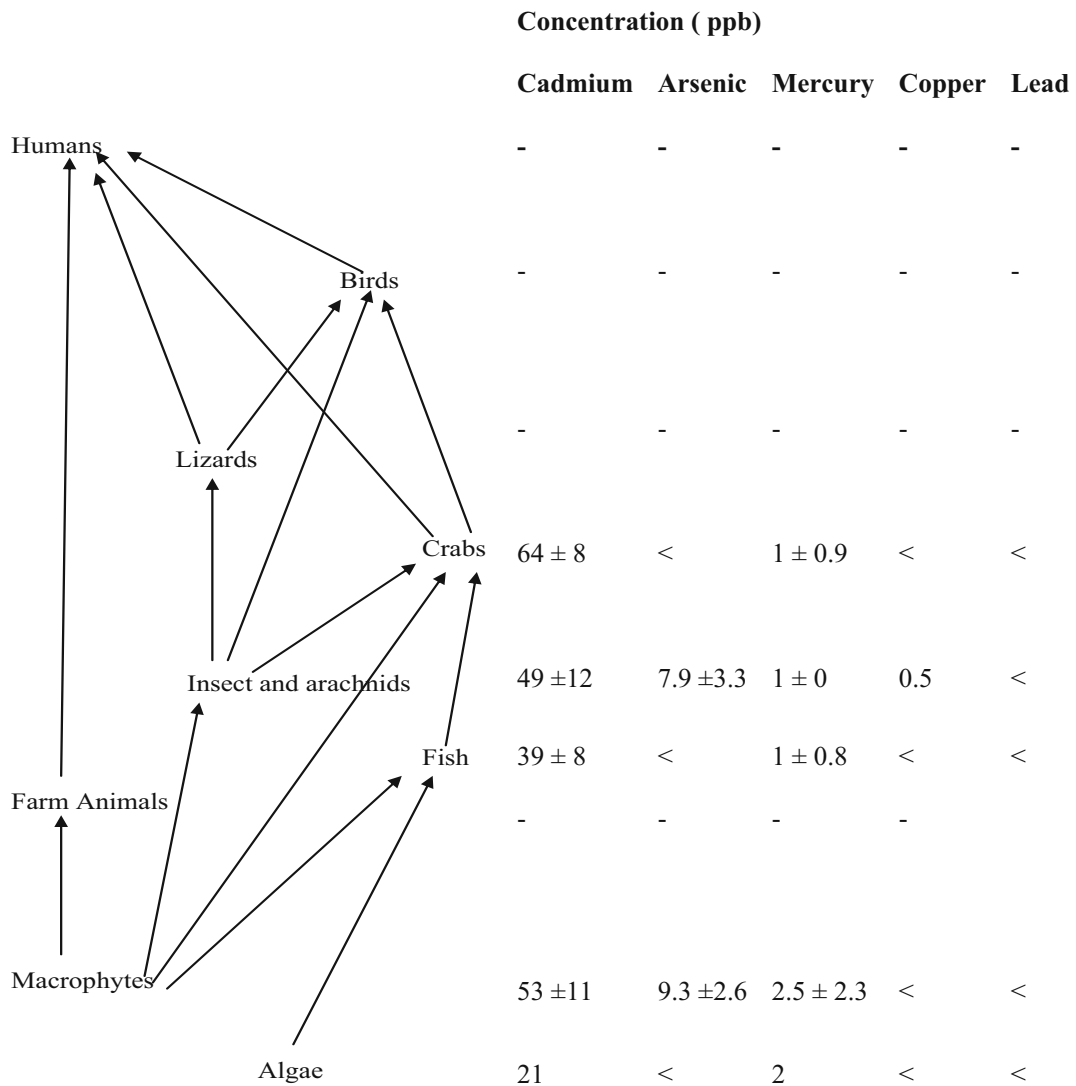 Concentration ( ppb)
Cadmium Arsenic Mercury Copper Lead
Humans - - - - -
Birds - - - - -
Lizards - - - - -
Crabs 64 ± 8 < 1 ± 0.9 < <
Insect and arachnids 49 ±12 7.9 ±3.3 1 ± 0 0.5 <
Fish 39 ± 8 < 1 ± 0.8 < <
Farm Animals - - - -
Macrophytes 53 ±11 9.3 ±2.6 2.5 ± 2.3 < <
Algae 21 < 2 < <